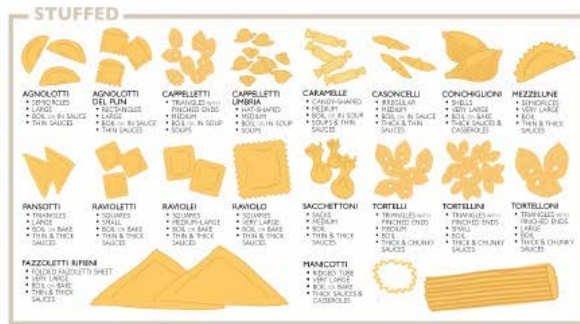 STUFFED
AGNOLOTTI
• SEMICIRCLES
• LARGE
• BOIL OR IN SAUCE
• THIN SAUCES
AGNOLOTTI
DEL PLIN
• RECTANGLES
• LARGE
• BOIL OR IN SAUCE
• THIN SAUCES
CAPPELLETTI
• TRIANGLES WITH
PINCHED ENDS
• MEDIUM
• BOIL OR IN SOUP
• SOUPS
CAPPELLETTI
UMBRIA
• HAT-SHAPED
• MEDIUM
• BOIL OR IN SOUP
• SOUPS
CARAMELLE
• CANDY-SHAPED
• MEDIUM
• BOIL OR IN SOUP
• SOUPS & THIN
SAUCES
CASONCELLI
• IRREGULAR
• MEDIUM
• BOIL OR IN SAUCE
• THICK & THIN
SAUCES
CONCHIGLIONI
• SHELLS
• VERY LARGE
• BOIL OR BAKE
• THICK SAUCES &
CASSEROLES
MEZZELUNE
• SEMICIRCLES
• VERY LARGE
• BOIL
• THIN & THICK
SAUCES
PANSOTTI
• TRIANGLES
• LARGE
• BOIL OR BAKE
• THIN & THICK
SAUCES
RAVIOLETTI
• SQUARES
• SMALL
• BOIL OR BAKE
• THIN & THICK
SAUCES
RAVIOLEI
• SQUARES
• MEDIUM-LARGE
• BOIL OR BAKE
• THIN & THICK
SAUCES
RAVIOLO
• SQUARES
• VERY LARGE
• BOIL OR BAKE
• THIN & THICK
SAUCES
SACCHETTONI
• SACKS
• MEDIUM
• BOIL
• THIN & THICK
SAUCES
TORTELLI
• TRIANGLES WITH
PINCHED ENDS
• MEDIUM
• BOIL
• THICK & CHUNKY
SAUCES
TORTELLINI
• TRIANGLES WITH
PINCHED ENDS
• SMALL
• BOIL
• THICK & CHUNKY
SAUCES
TORTELLONI
• TRIANGLES WITH
PINCHED ENDS
• LARGE
• BOIL
• THICK & CHUNKY
SAUCES
FAZZOLETTI RIPIENI
• FOLDED FAZOLETTI SHEET
• VERY LARGE
• BOIL OR BAKE
• THIN & THICK
SAUCES
MANICOTTI
• RIDGED TUBE
• VERY LARGE
• BOIL OR BAKE
• THICK SAUCES &
CASSEROLES